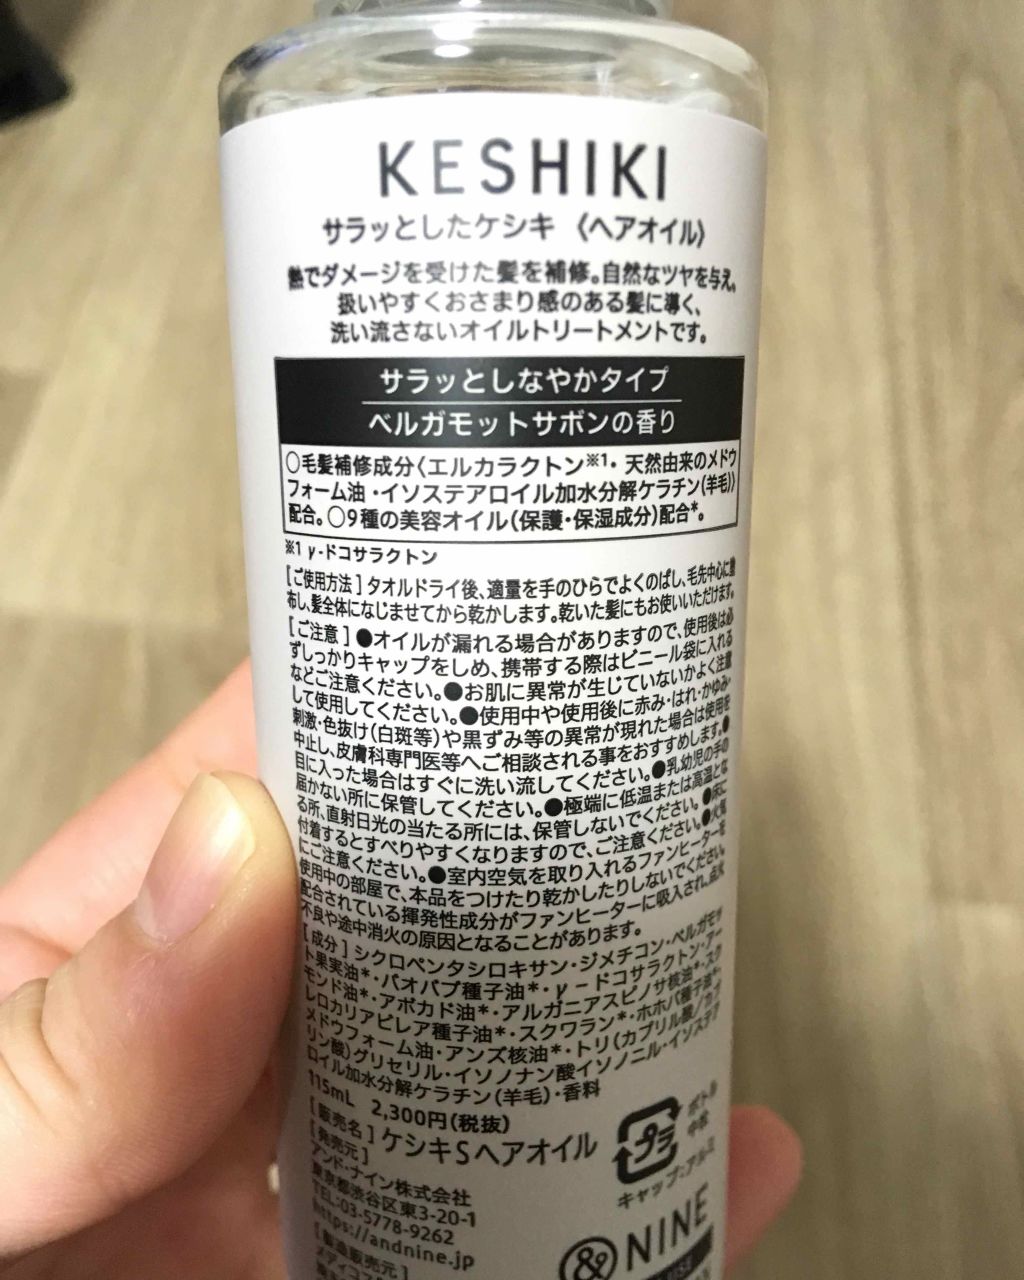 KESHIKI
サラッとしたケシキ 〈ヘアオイル〉
熱でダメージを受けた髪を補修。自然なツヤを与え、
扱いやすくおさまり感のある髪に導く、
洗い流さないオイルトリートメントです。
サラッとしなやかタイプ
ベルガモットサボンの香り
○毛髪補修成分〈エルカラクトン※1・天然由来のメドウ
フォーム油・イソステアロイル加水分解ケラチン(羊毛)〉
配合。○9種の美容オイル(保護・保湿成分)配合*。
※1 γ-ドコサラクトン
[ご使用方法]タオルドライ後、適量を手のひらでよくのばし、毛先中心に塗
布し、髪全体になじませてから乾かします。乾いた髪にもお使いいただけます。
[ご注意]●オイルが漏れる場合がありますので、使用後は必
ずしっかりキャップをしめ、携帯する際はビニール袋に入れる
などご注意ください。●お肌に異常が生じていないかよく注意
して使用してください。●使用中や使用後に赤み・はれ・かゆみ・
刺激・色抜け(白斑等)や黒ずみ等の異常が現れた場合は使用を
中止し、皮膚科専門医等へご相談される事をおすすめします。●
目に入った場合はすぐに洗い流してください。●乳幼児の手の
届かない所に保管してください。●極端に低温または高温とな
る所、直射日光の当たる所には、保管しないでください。●床に
付着するとすべりやすくなりますので、ご注意ください。●火気
にご注意ください。●室内空気を取り入れるファンヒーターを
使用中の部屋で、本品をつけたり乾かしたりしないでください。
配合されている揮発性成分がファンヒーターに吸入され、点火
不良や途中消火の原因となることがあります。
[成分]シクロペンタシロキサン・ジメチコン・ベルガモッ
ト果実油*・バオバブ種子油*・γ-ドコサラクトン・アー
モンド油*・アボカド油*・アルガニアスピノサ核油*・スク
レロカリアビレア種子油*・スクワラン*・ホホバ種子油*・
メドウフォーム油・アンズ核油*・トリ(カプリル酸/カプ
リン酸)グリセリル・イソノナン酸イソノニル・イソステア
ロイル加水分解ケラチン(羊毛)・香料
115mL 2,300円(税抜)
[販売名]ケシキSヘアオイル
[発売元]
アンド・ナイン株式会社
東京都渋谷区東3-20-1
TEL:03-5778-9262
https://andnine.jp
[製造販売元]
プラ
ボトル・
中栓
キャップ:アルミ
&NINE